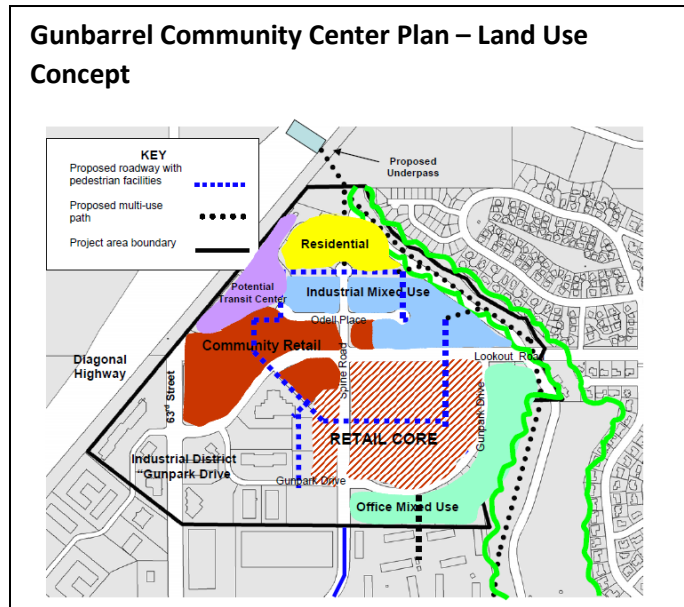 Gunbarrel Community Center Plan – Land Use
Concept
KEY
Proposed roadway with
pedestrian facilities
Proposed multi-use
path
Project area boundary
Proposed
Underpass
Residential
Potential
Transit Center
Industrial Mixed Use
Odell Place
Community Retail
Diagonal
Highway
Lookout Road
63rd Street
Spine Road
Gunpark Drive
RETAIL CORE
Industrial District
"Gunpark Drive
Gunpark Drive
Office Mixed Use